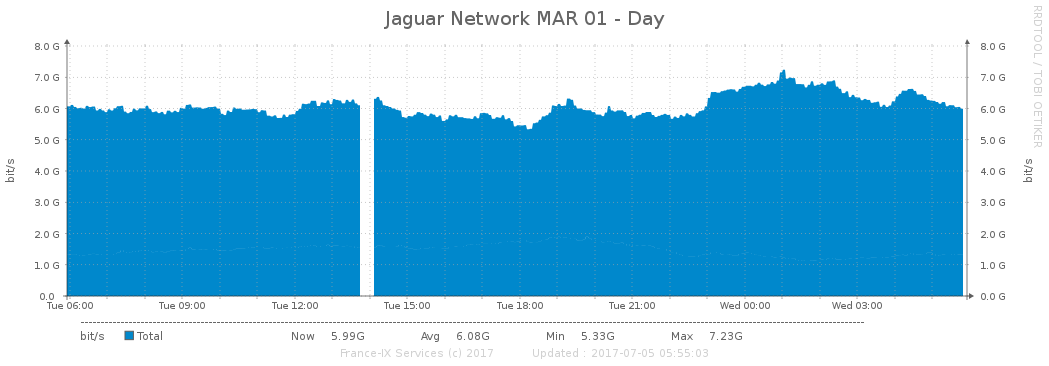 Jaguar Network MAR 01 - Day
RRDTOOL / TOBI OETIKER
8.0 G 8.0 G
7.0 G 7.0 G
6.0 G 6.0 G
5.0 G 5.0 G
4.0 G 4.0 G
3.0 G 3.0 G
2.0 G 2.0 G
1.0 G 1.0 G
0.0 0.0 G
bit/s
bit/s
Tue 06:00 Tue 09:00 Tue 12:00 Tue 15:00 Tue 18:00 Tue 21:00 Wed 00:00 Wed 03:00
bit/s Total Now 5.99G Avg 6.08G Min 5.33G Max 7.23G
France-IX Services (c) 2017 Updated : 2017-07-05 05:55:03